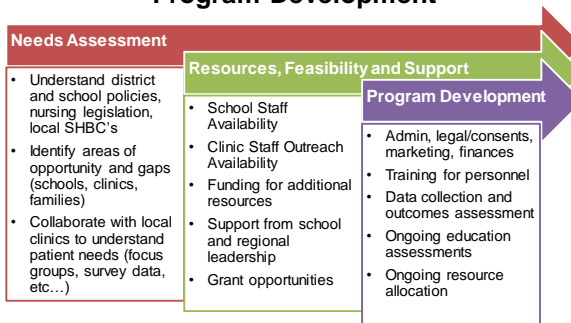 Program Development
Needs Assessment
• Understand district
and school policies,
nursing legislation,
local SHBC's
• Identify areas of
opportunity and gaps
(schools, clinics,
families)
• Collaborate with local
clinics to understand
patient needs (focus
groups, survey data,
etc…)
Resources, Feasibility and Support
• School Staff
Availability
• Clinic Staff Outreach
Availability
• Funding for additional
resources
• Support from school
and regional
leadership
• Grant opportunities
Program Development
• Admin, legal/consents,
marketing, finances
• Training for personnel
• Data collection and
outcomes assessment
• Ongoing education
assessments
• Ongoing resource
allocation